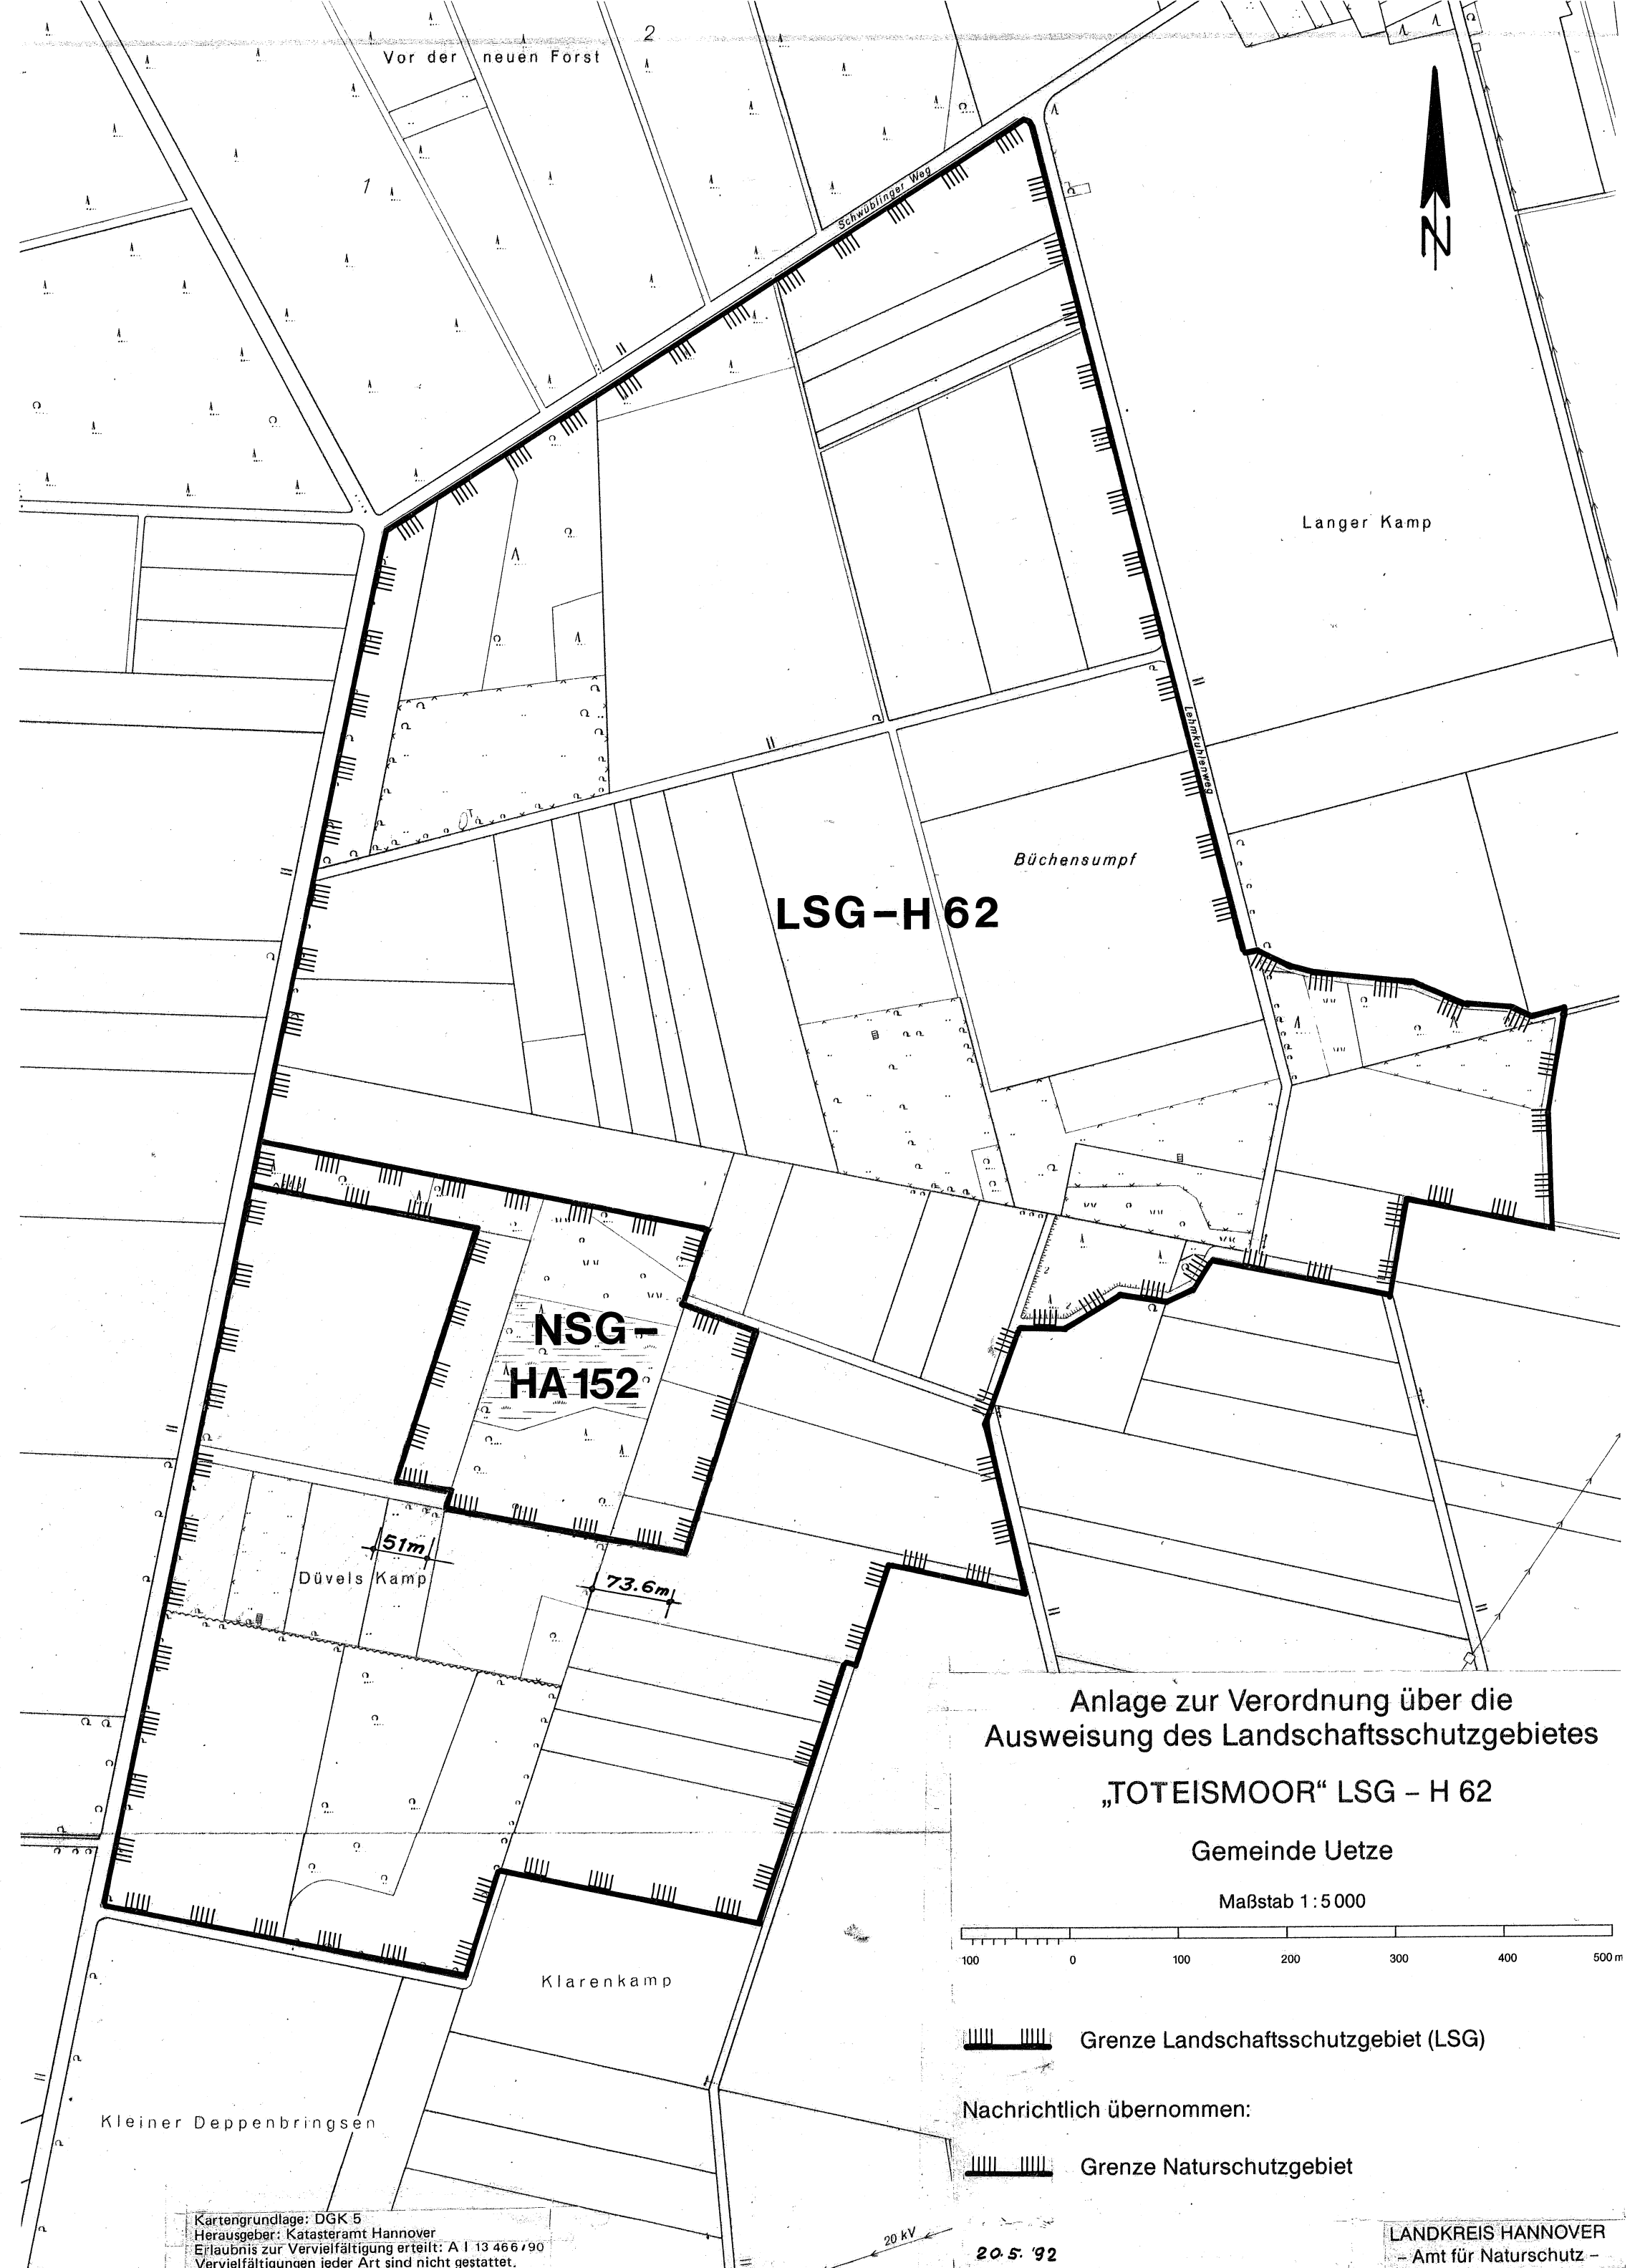 2
Vor der neuen Forst
1
Schwüblinger Weg
N
Langer Kamp
Lehmkuhlenweg
Büchensumpf
LSG-H 62
NSG-
HA 152
51m
Düvels Kamp
73.6m
Anlage zur Verordnung über die
Ausweisung des Landschaftsschutzgebietes
„TOTEISMOOR“ LSG – H 62
Gemeinde Uetze
Maßstab 1 : 5 000
100 0 100 200 300 400 500 m
Klarenkamp
Grenze Landschaftsschutzgebiet (LSG)
Nachrichtlich übernommen:
Kleiner Deppenbringsen
Grenze Naturschutzgebiet
Kartengrundlage: DGK 5
Herausgeber: Katasteramt Hannover
Erlaubnis zur Vervielfältigung erteilt: A I 13 466/90
Vervielfältigungen jeder Art sind nicht gestattet.
20 kV
20. 5. '92
LANDKREIS HANNOVER
– Amt für Naturschutz –